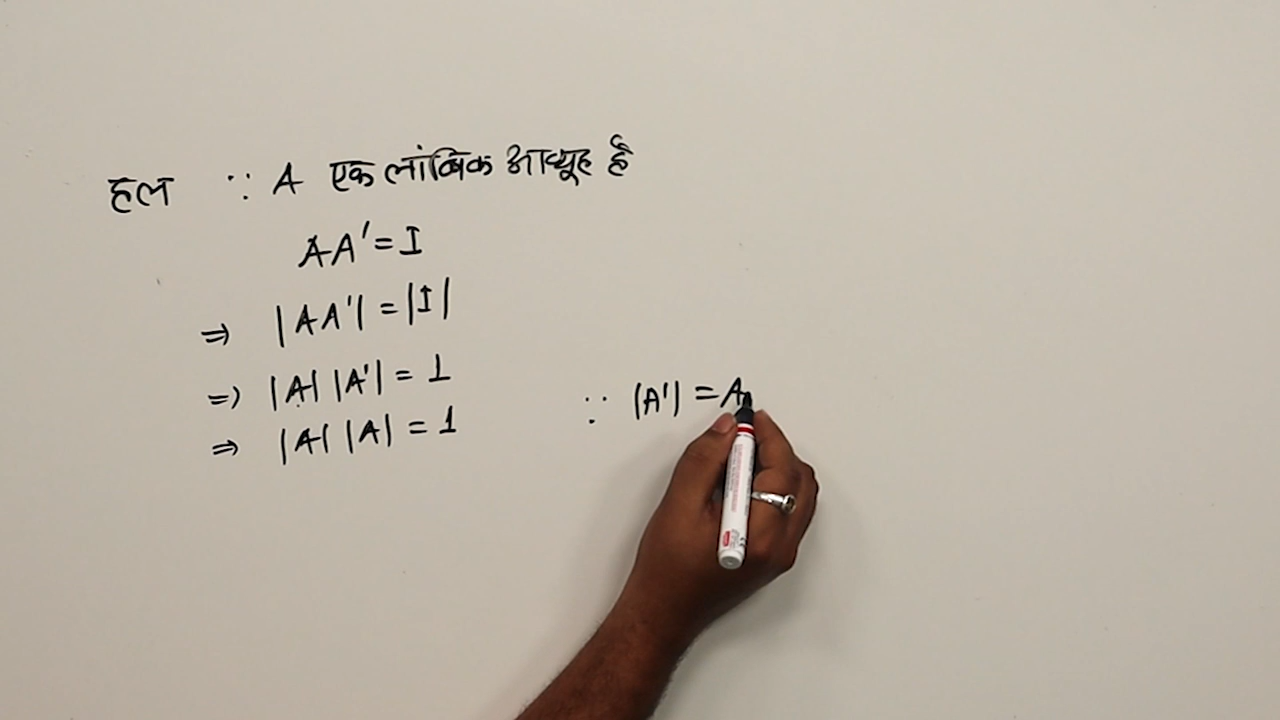 हल ∵ A एक लांबिक आव्यूह है
AA' = I
⇒ |AA'| = |I|
⇒ |A| |A'| = 1
⇒ |A| |A| = 1 ∵ |A'| = A